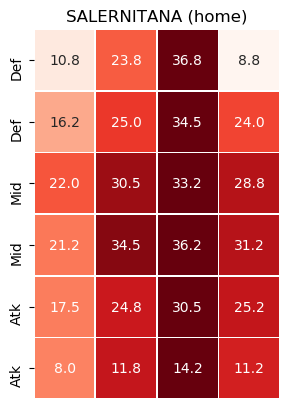 SALERNITANA (home)
Def 10.8 23.8 36.8 8.8
Def 16.2 25.0 34.5 24.0
Mid 22.0 30.5 33.2 28.8
Mid 21.2 34.5 36.2 31.2
Atk 17.5 24.8 30.5 25.2
Atk 8.0 11.8 14.2 11.2